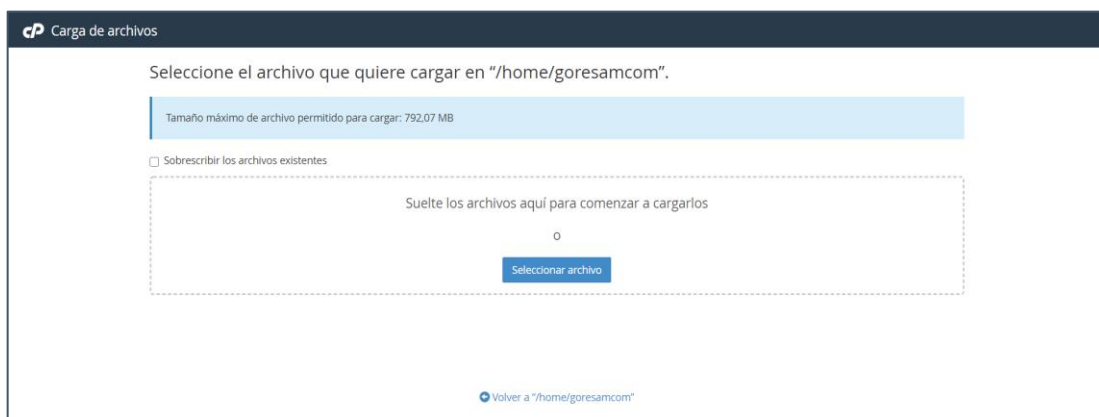 cP Carga de archivos
Seleccione el archivo que quiere cargar en “/home/goresamcom”.
Tamaño máximo de archivo permitido para cargar: 792,07 MB
Sobrescribir los archivos existentes
Suelte los archivos aquí para comenzar a cargarlos
o
Seleccionar archivo
Volver a “/home/goresamcom”